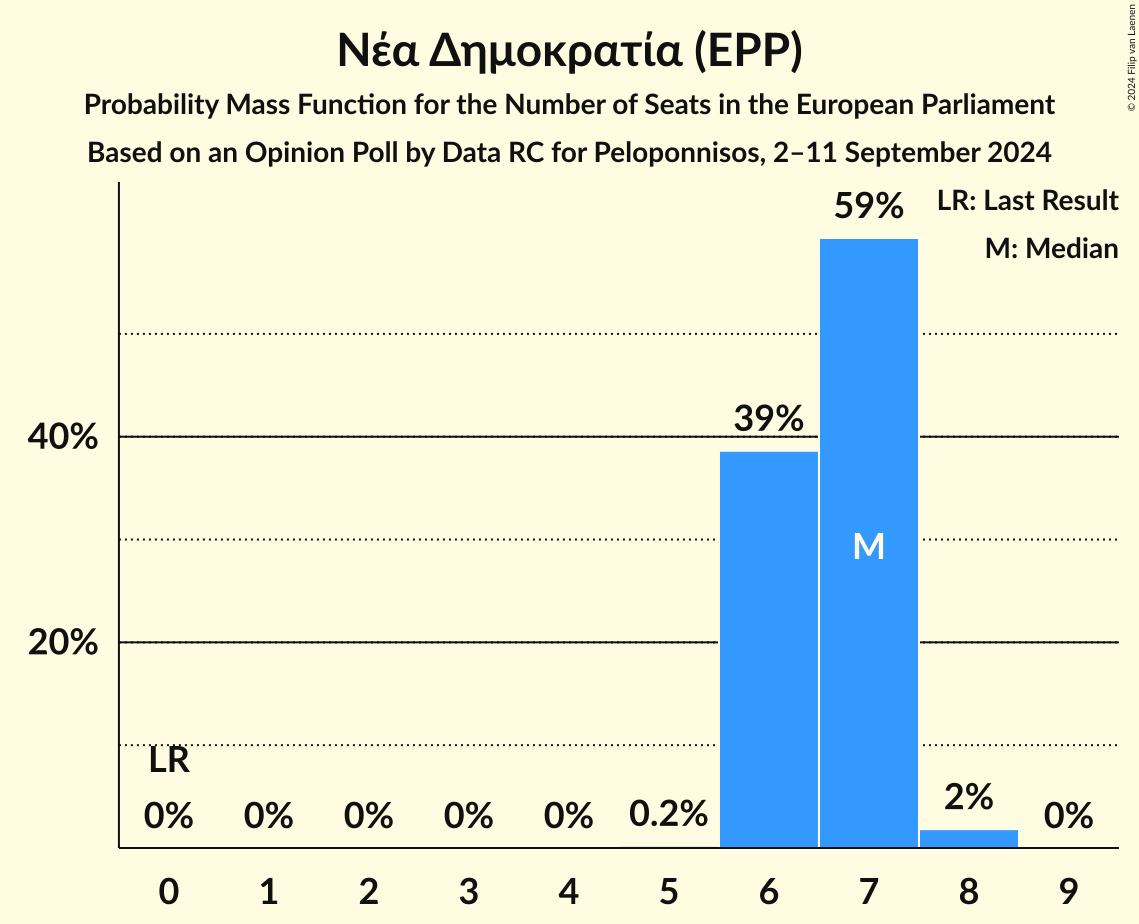 Νέα Δημοκρατία (EPP)
Probability Mass Function for the Number of Seats in the European Parliament
Based on an Opinion Poll by Data RC for Peloponnisos, 2–11 September 2024
© 2024 Filip van Laenen
LR: Last Result
M: Median
59%
39%
40%
M
20%
LR
0% 0% 0% 0% 0% 0.2% 2% 0%
0 1 2 3 4 5 6 7 8 9